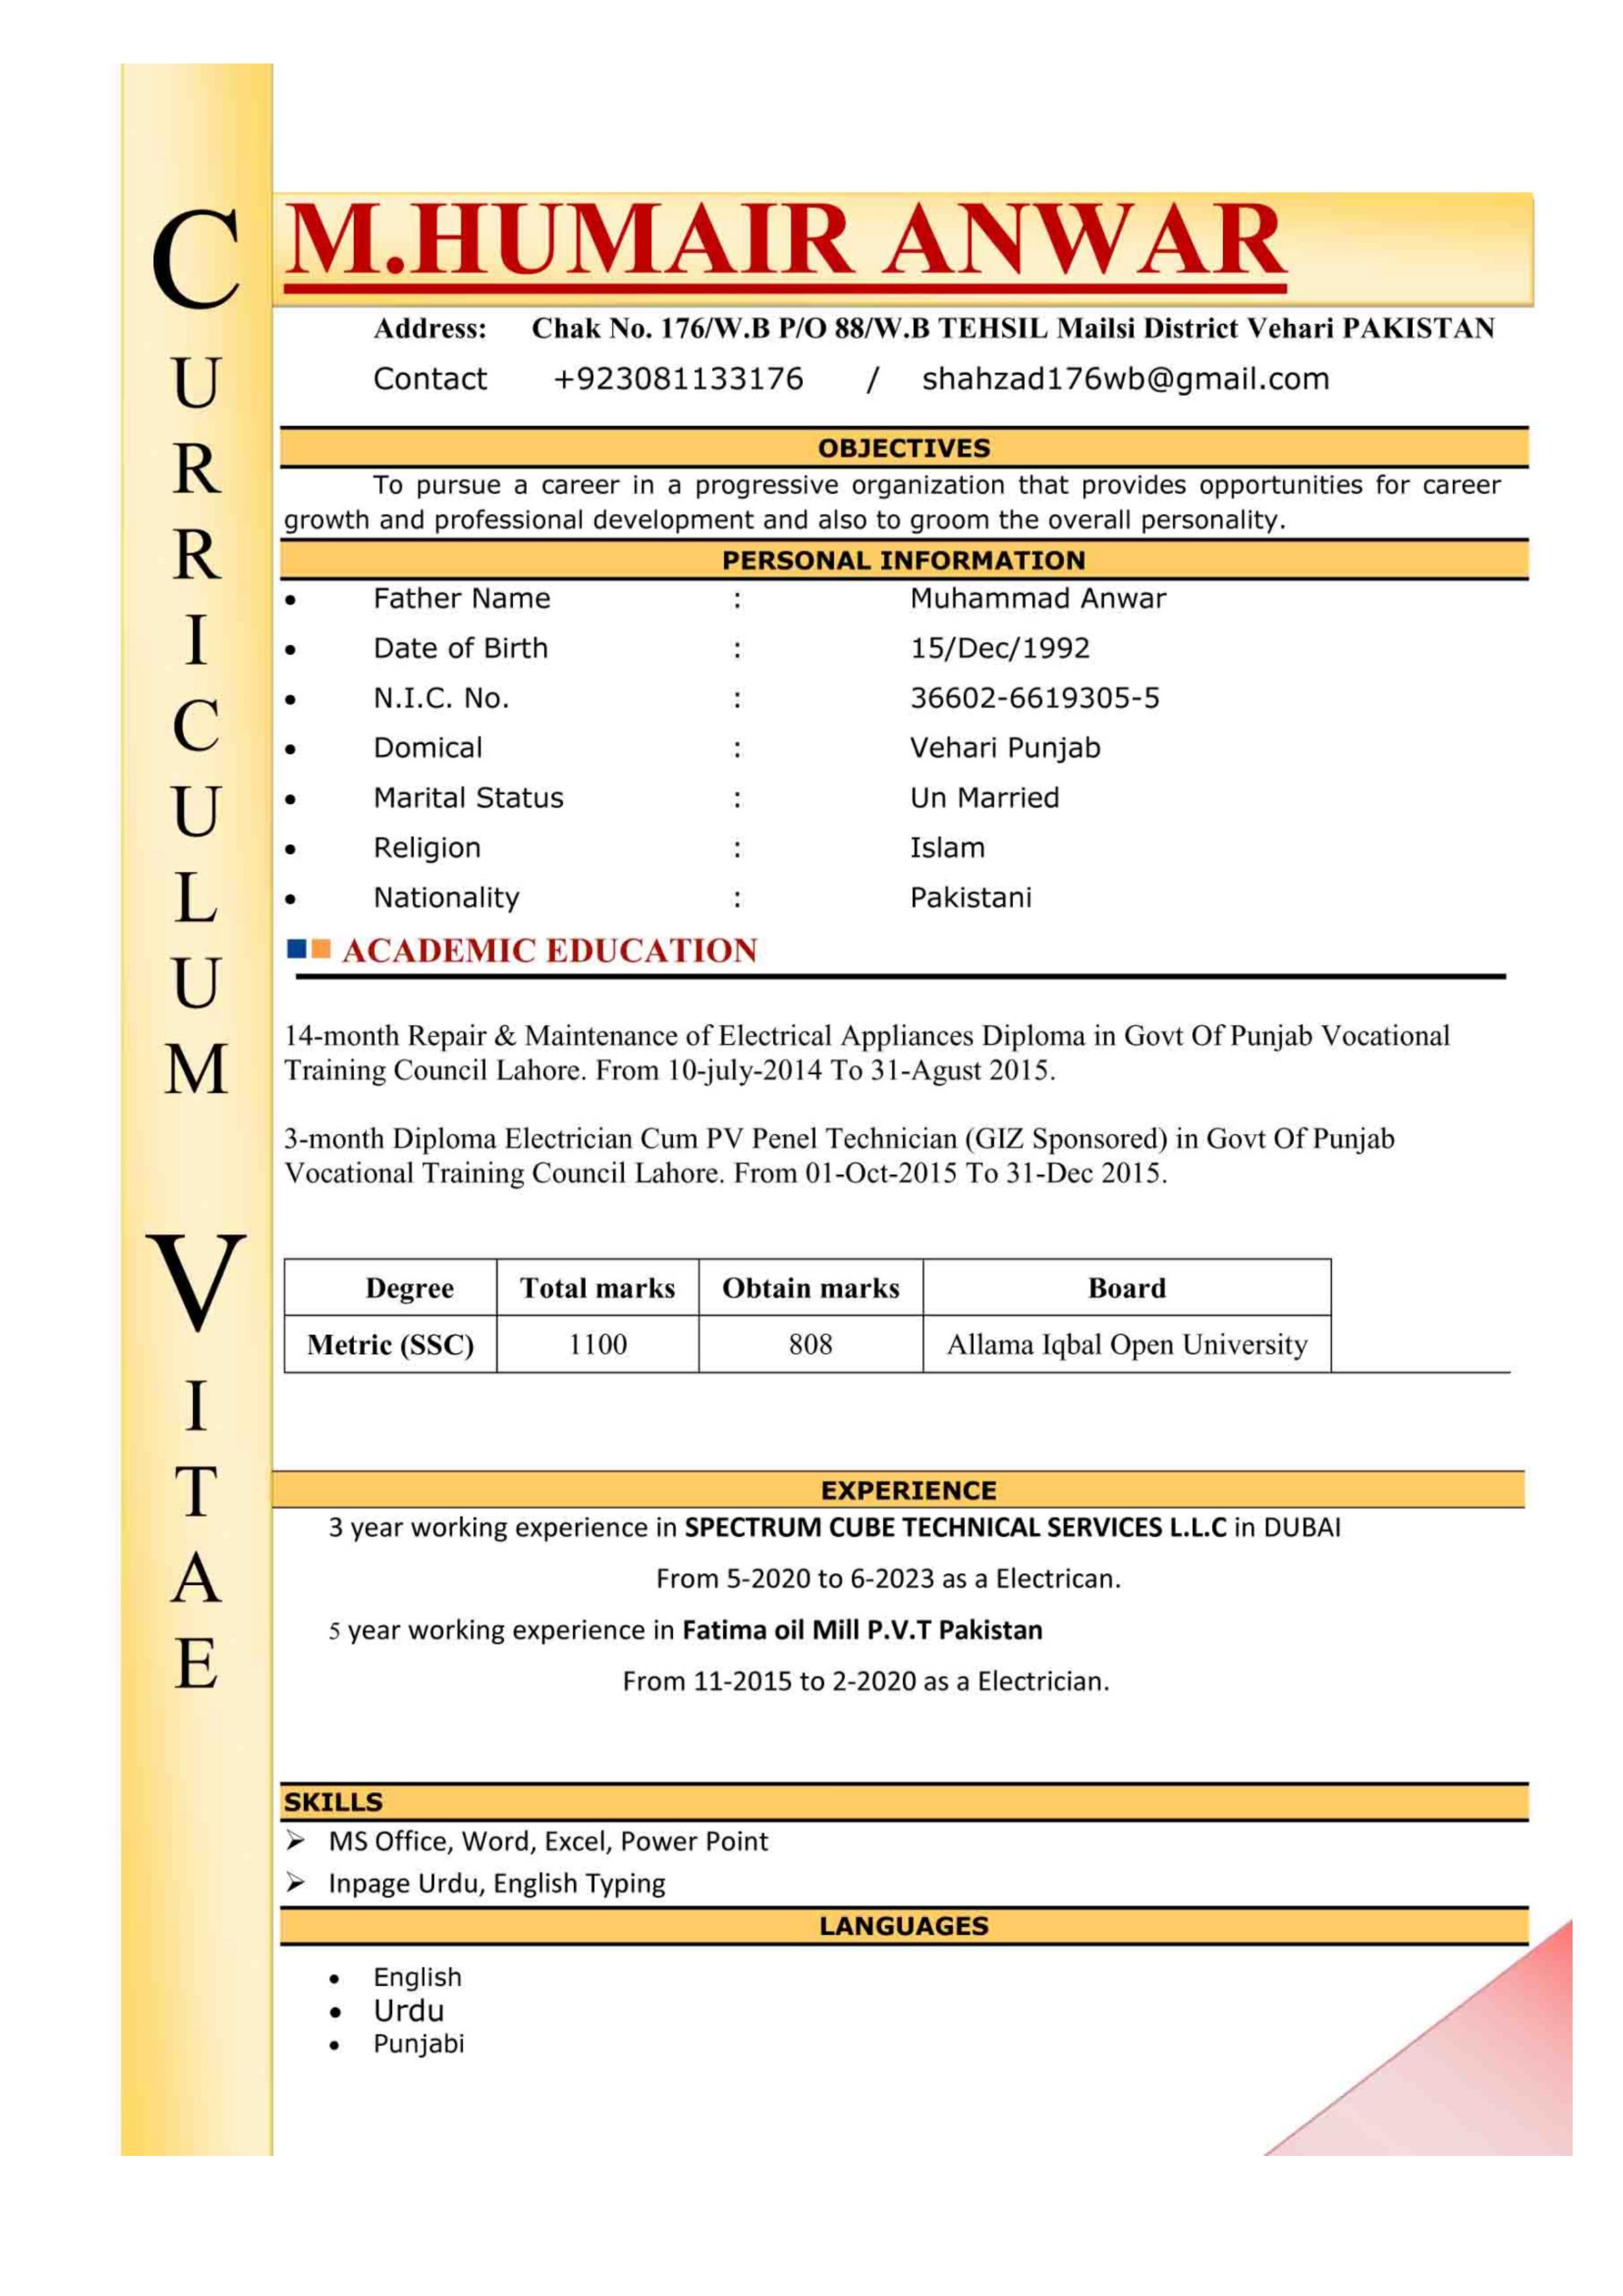 CURRICULUM VITAE
M.HUMAIR ANWAR
Address: Chak No. 176/W.B P/O 88/W.B TEHSIL Mailsi District Vehari PAKISTAN
Contact +923081133176 / shahzad176wb@gmail.com
OBJECTIVES
To pursue a career in a progressive organization that provides opportunities for career
growth and professional development and also to groom the overall personality.
PERSONAL INFORMATION
• Father Name : Muhammad Anwar
• Date of Birth : 15/Dec/1992
• N.I.C. No. : 36602-6619305-5
• Domical : Vehari Punjab
• Marital Status : Un Married
• Religion : Islam
• Nationality : Pakistani
ACADEMIC EDUCATION
14-month Repair & Maintenance of Electrical Appliances Diploma in Govt Of Punjab Vocational
Training Council Lahore. From 10-july-2014 To 31-Agust 2015.
3-month Diploma Electrician Cum PV Penel Technician (GIZ Sponsored) in Govt Of Punjab
Vocational Training Council Lahore. From 01-Oct-2015 To 31-Dec 2015.
Degree Total marks Obtain marks Board
Metric (SSC) 1100 808 Allama Iqbal Open University
EXPERIENCE
3 year working experience in SPECTRUM CUBE TECHNICAL SERVICES L.L.C in DUBAI
From 5-2020 to 6-2023 as a Electrican.
5 year working experience in Fatima oil Mill P.V.T Pakistan
From 11-2015 to 2-2020 as a Electrician.
SKILLS
➢ MS Office, Word, Excel, Power Point
➢ Inpage Urdu, English Typing
LANGUAGES
• English
• Urdu
• Punjabi